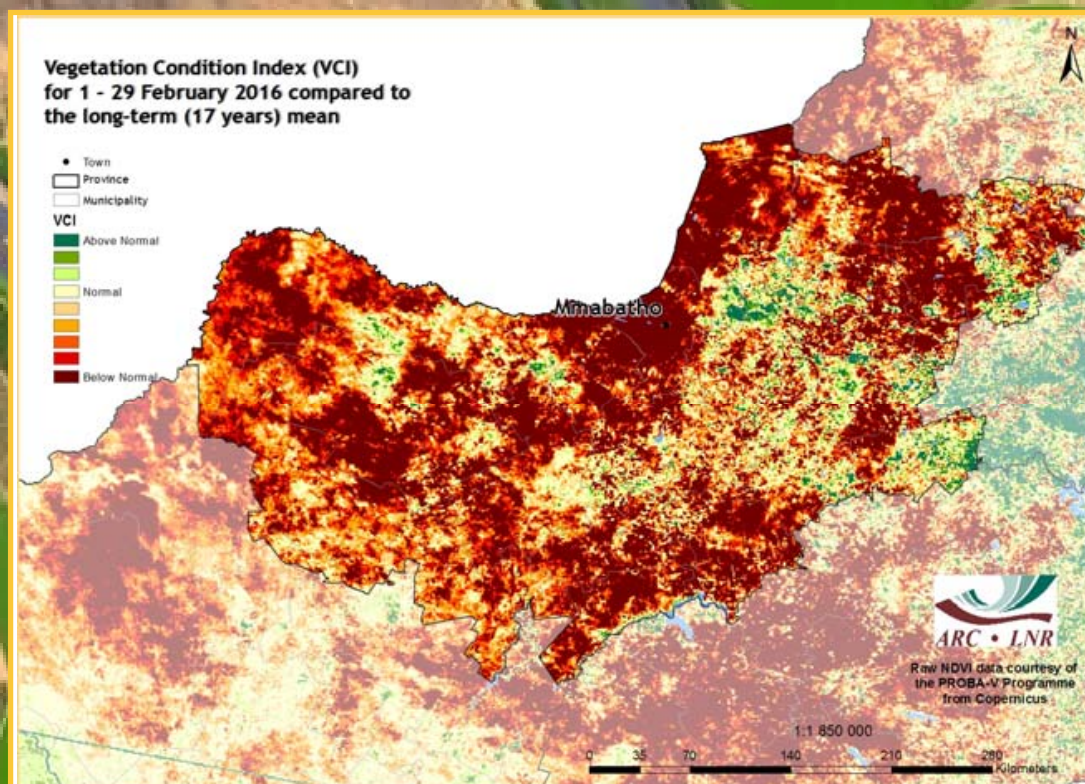 Vegetation Condition Index (VCI)
for 1 - 29 February 2016 compared to
the long-term (17 years) mean
N
Town
Province
Municipality
VCI
Above Normal
Normal
Below Normal
Mmabatho
ARC • LNR
Raw NDVI data courtesy of
the PROBA-V Programme
from Copernicus
1:1 850 000
0 35 70 140 210 280
Kilometers